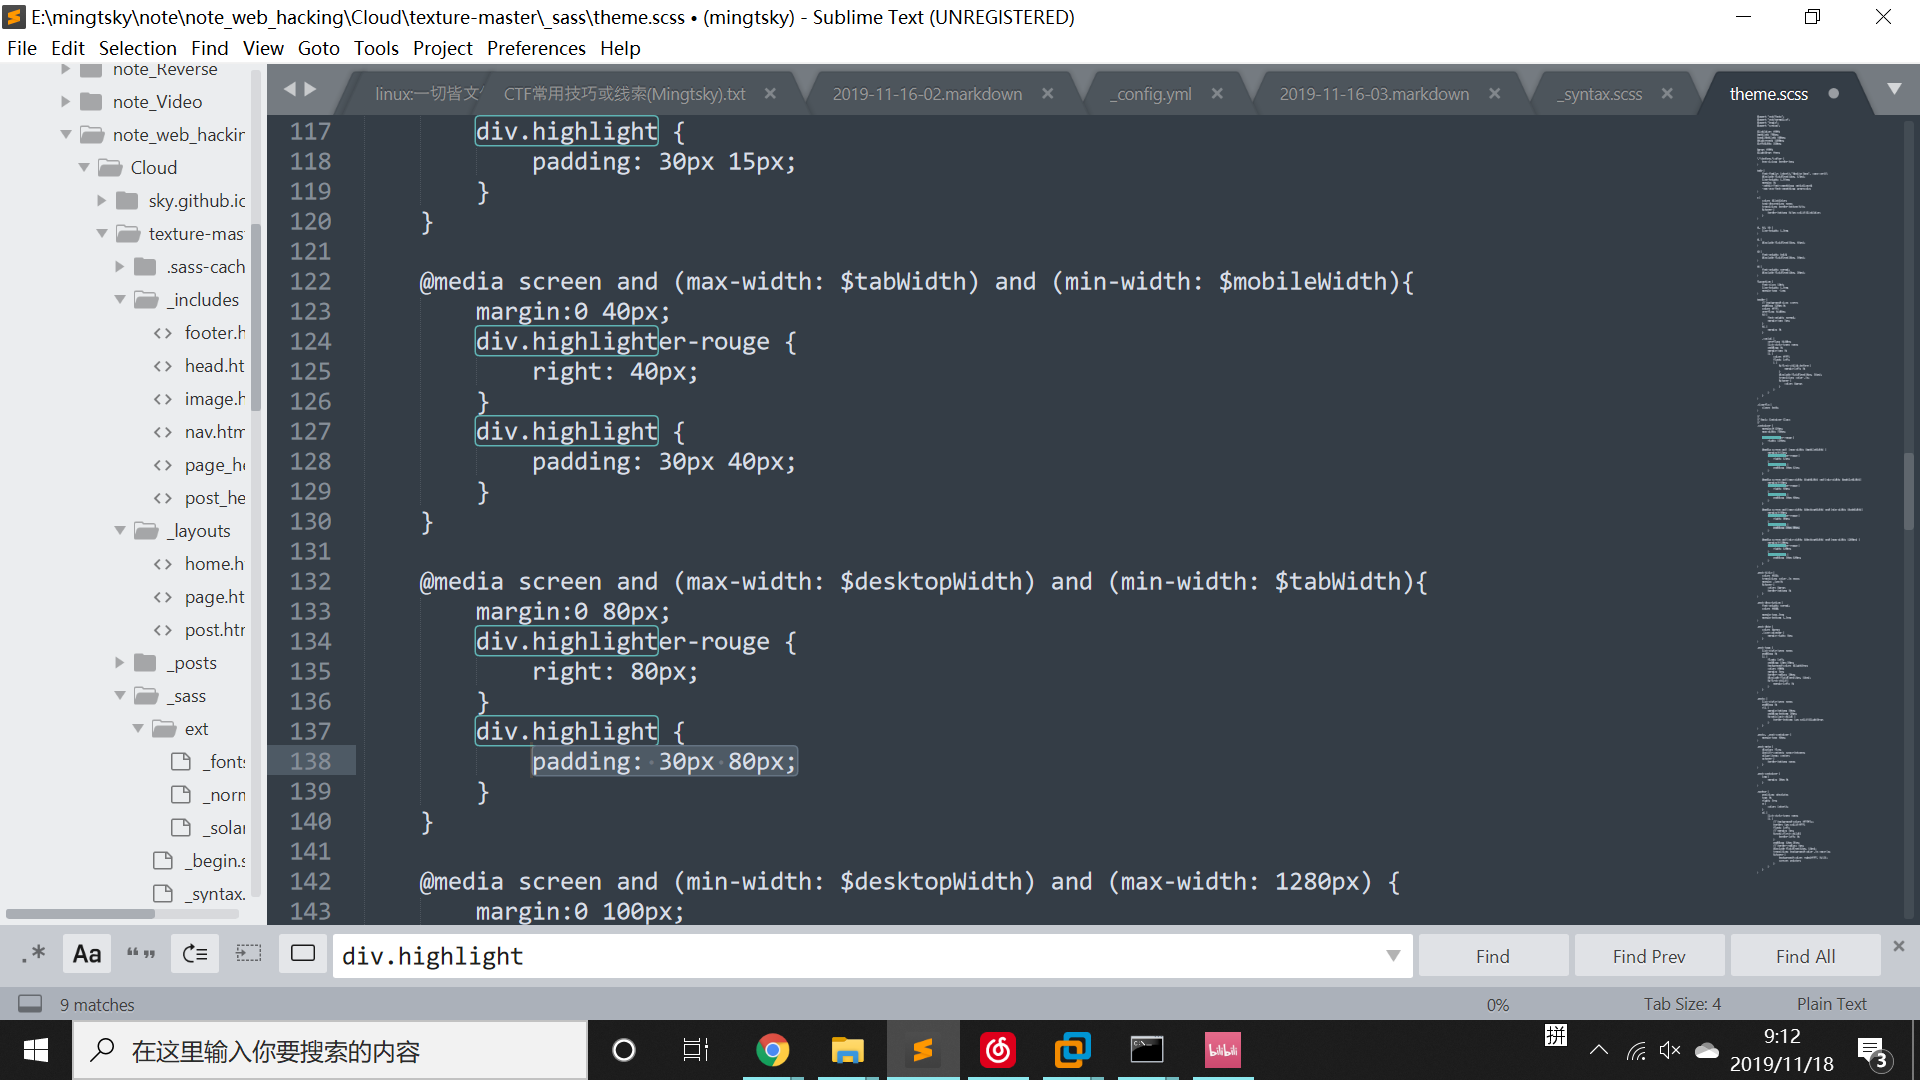 E:\mingtsky\note\note_web_hacking\Cloud\texture-master\_sass\theme.scss • (mingtsky) - Sublime Text (UNREGISTERED)
File Edit Selection Find View Goto Tools Project Preferences Help
note_Reverse
note_Video
note_web_hackin
Cloud
sky.github.io
texture-mas
.sass-cach
_includes
footer.h
head.ht
image.h
nav.htm
page_he
post_he
_layouts
home.h
page.ht
post.htm
_posts
_sass
ext
_fonts
_norn
_solar
_begin.s
_syntax.
linux:一切皆文 CTF常用技巧或线索(Mingtsky).txt 2019-11-16-02.markdown _config.yml 2019-11-16-03.markdown _syntax.scss theme.scss
117 div.highlight {
118 padding: 30px 15px;
119 }
120 }
121
122 @media screen and (max-width: $tabWidth) and (min-width: $mobileWidth){
123 margin:0 40px;
124 div.highlighter-rouge {
125 right: 40px;
126 }
127 div.highlight {
128 padding: 30px 40px;
129 }
130 }
131
132 @media screen and (max-width: $desktopWidth) and (min-width: $tabWidth){
133 margin:0 80px;
134 div.highlighter-rouge {
135 right: 80px;
136 }
137 div.highlight {
138 padding: 30px 80px;
139 }
140 }
141
142 @media screen and (min-width: $desktopWidth) and (max-width: 1280px) {
143 margin:0 100px;
.* Aa “” div.highlight Find Find Prev Find All
9 matches 0% Tab Size: 4 Plain Text
在这里输入你要搜索的内容
bilibili
拼
9:12
2019/11/18
3